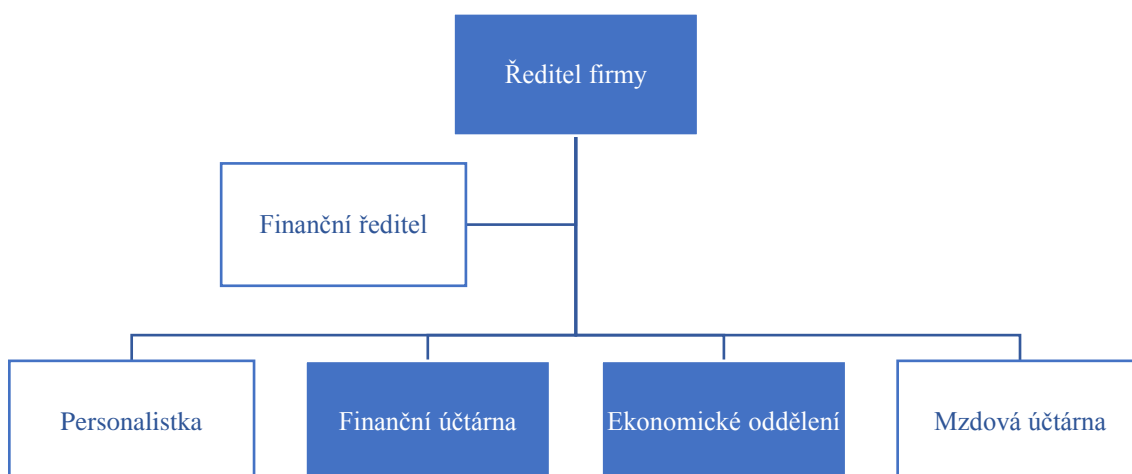 Ředitel firmy
Finanční ředitel
Personalistka
Finanční účtárna
Ekonomické oddělení
Mzdová účtárna